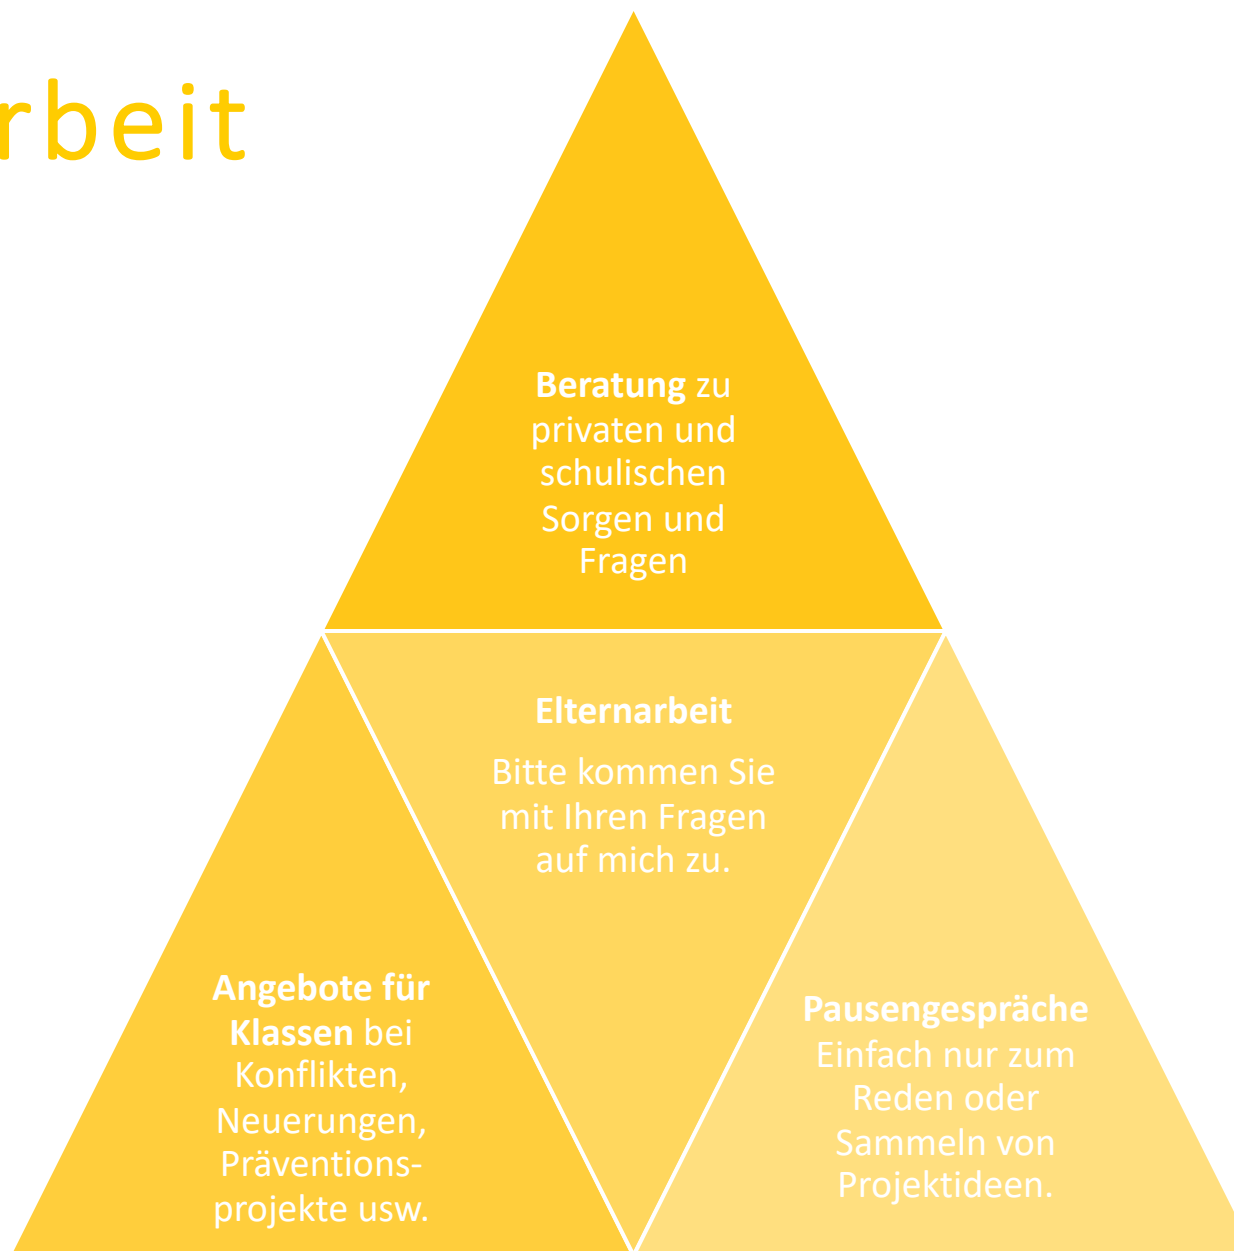 rbeit
Beratung zu
privaten und
schulischen
Sorgen und
Fragen
Elternarbeit
Bitte kommen Sie
mit Ihren Fragen
auf mich zu.
Angebote für
Klassen bei
Konflikten,
Neuerungen,
Präventions-
projekte usw.
Pausengespräche
Einfach nur zum
Reden oder
Sammeln von
Projektideen.